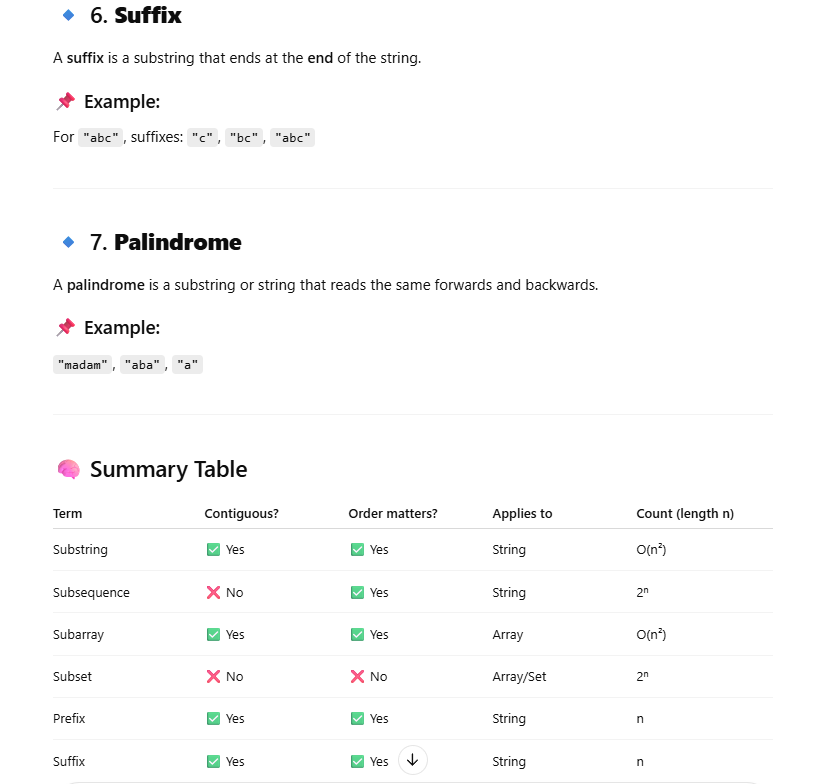 6. Suffix
A suffix is a substring that ends at the end of the string.
Example:
For "abc", suffixes: "c", "bc", "abc"
7. Palindrome
A palindrome is a substring or string that reads the same forwards and backwards.
Example:
"madam", "aba", "a"
Summary Table
Term Contiguous? Order matters? Applies to Count (length n)
Substring Yes Yes String O(n²)
Subsequence No Yes String 2ⁿ
Subarray Yes Yes Array O(n²)
Subset No No Array/Set 2ⁿ
Prefix Yes Yes String n
Suffix Yes Yes String n